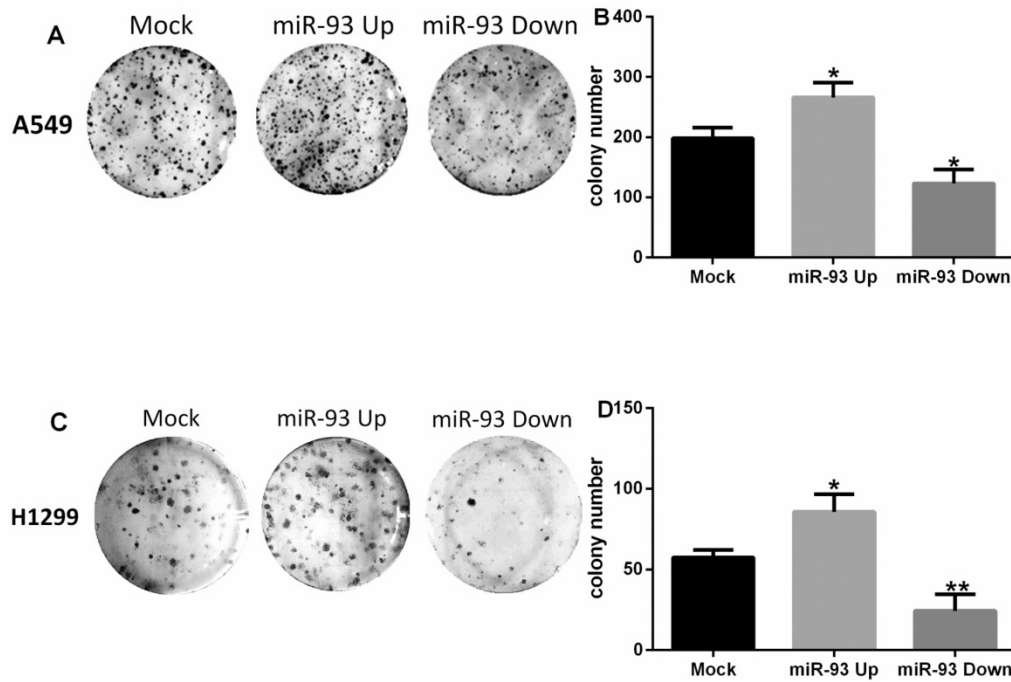 A
Mock
miR-93 Up
miR-93 Down
A549
B
colony number
400
300
200
100
0
Mock
miR-93 Up
miR-93 Down
*
*
C
Mock
miR-93 Up
miR-93 Down
H1299
D
colony number
150
100
50
0
Mock
miR-93 Up
miR-93 Down
*
**